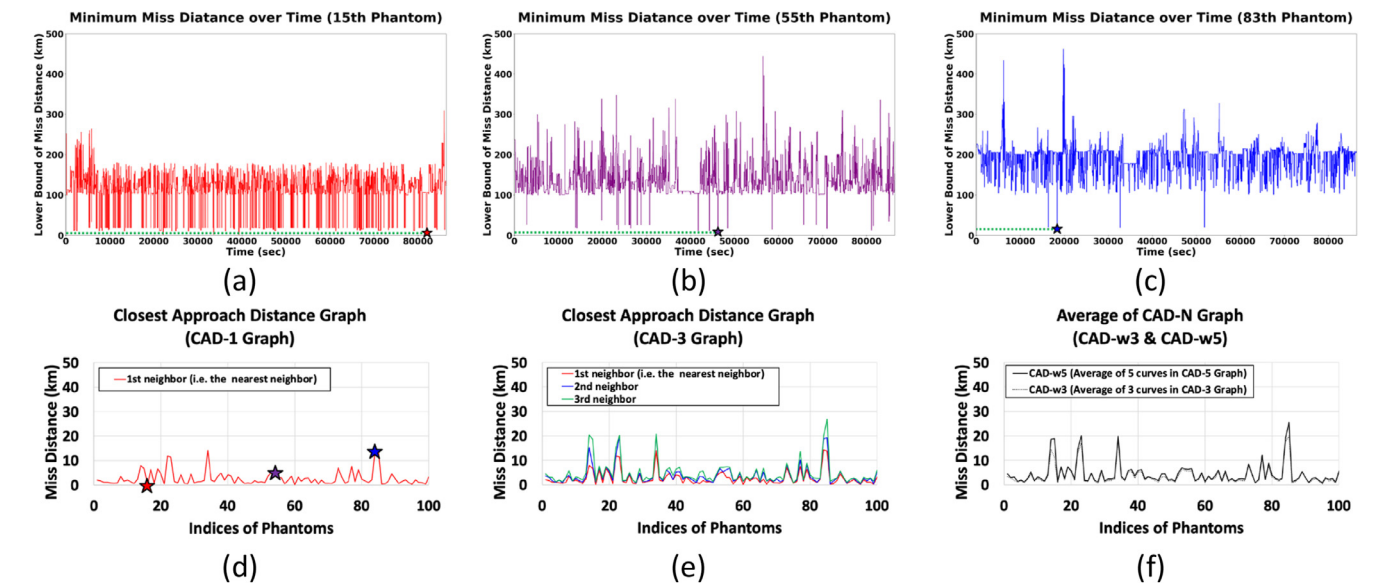 Minimum Miss Diatance over Time (15th Phantom)
Lower Bound of Miss Distance (km)
500
400
300
200
100
0
0 10000 20000 30000 40000 50000 60000 70000 80000
Time (sec)
(a)
Minimum Miss Diatance over Time (55th Phantom)
Lower Bound of Miss Distance (km)
500
400
300
200
100
0
0 10000 20000 30000 40000 50000 60000 70000 80000
Time (sec)
(b)
Minimum Miss Diatance over Time (83th Phantom)
Lower Bound of Miss Distance (km)
500
400
300
200
100
0
0 10000 20000 30000 40000 50000 60000 70000 80000
Time (sec)
(c)
Closest Approach Distance Graph
(CAD-1 Graph)
Miss Distance (km)
50
40
30
20
10
0
1st neighbor (i.e. the nearest neighbor)
0 20 40 60 80 100
Indices of Phantoms
(d)
Closest Approach Distance Graph
(CAD-3 Graph)
Miss Distance (km)
50
40
30
20
10
0
1st neighbor (i.e. the nearest neighbor)
2nd neighbor
3rd neighbor
0 20 40 60 80 100
Indices of Phantoms
(e)
Average of CAD-N Graph
(CAD-w3 & CAD-w5)
Miss Distance (km)
50
40
30
20
10
0
CAD-w5 (Average of 5 curves in CAD-5 Graph)
CAD-w3 (Average of 3 curves in CAD-3 Graph)
0 20 40 60 80 100
Indices of Phantoms
(f)